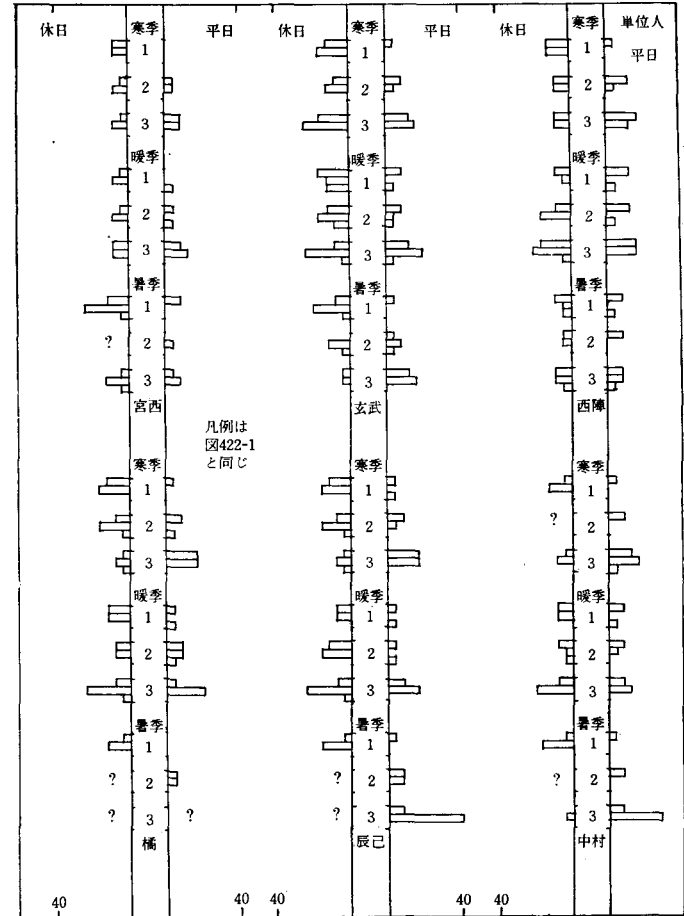 休日 寒季 平日 休日 寒季 平日 休日 寒季 単位人
1 1 1 平日
2 2 2
3 3 3
暖季 暖季 暖季
1 1 1
2 2 2
3 3 3
暑季 暑季 暑季
1 1 1
? 2 2 2
3 3 3
宮西 玄武 西陣
凡例は
図422-1
と同じ
寒季 寒季 寒季
1 1 1
2 2 ? 2
3 3 3
暖季 暖季 暖季
1 1 1
2 2 2
3 3 3
暑季 暑季 暑季
1 1 1
? 2 ? 2 ? 2
? 3 ? ? 3 3
橘 辰己 中村
40 40 40 40 40